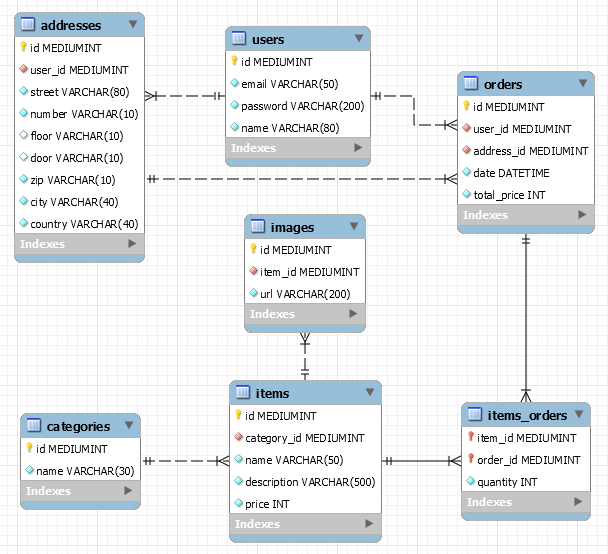 addresses
id MEDIUMINT
user_id MEDIUMINT
street VARCHAR(80)
number VARCHAR(10)
floor VARCHAR(10)
door VARCHAR(10)
zip VARCHAR(10)
city VARCHAR(40)
country VARCHAR(40)
Indexes
users
id MEDIUMINT
email VARCHAR(50)
password VARCHAR(200)
name VARCHAR(80)
Indexes
orders
id MEDIUMINT
user_id MEDIUMINT
address_id MEDIUMINT
date DATETIME
total_price INT
Indexes
images
id MEDIUMINT
item_id MEDIUMINT
url VARCHAR(200)
Indexes
categories
id MEDIUMINT
name VARCHAR(30)
Indexes
items
id MEDIUMINT
category_id MEDIUMINT
name VARCHAR(50)
description VARCHAR(500)
price INT
Indexes
items_orders
item_id MEDIUMINT
order_id MEDIUMINT
quantity INT
Indexes